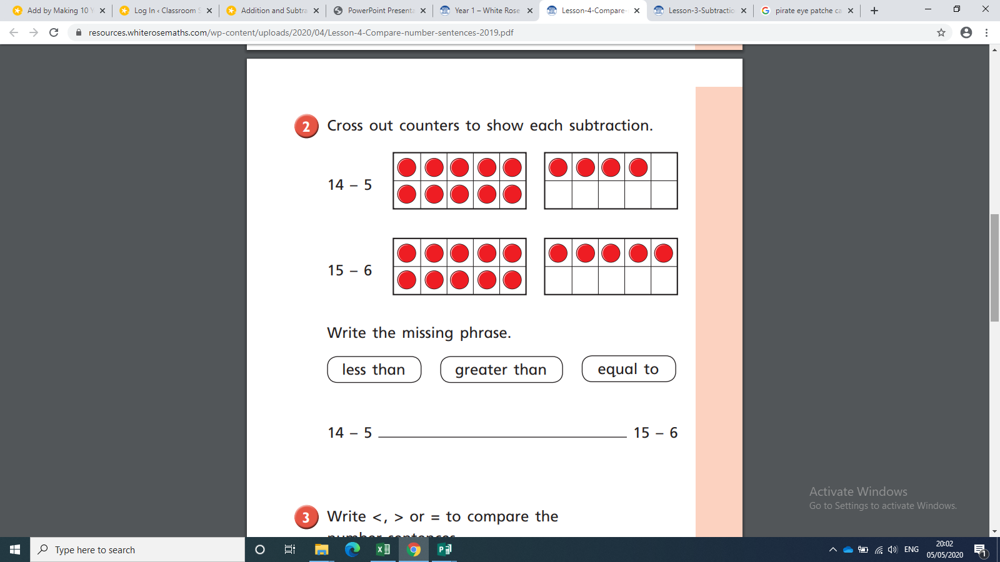 Add by Making 10 Y
Log In ‹ Classroom S
Addition and Subtra
PowerPoint Presenta
Year 1 – White Rose
Lesson-4-Compare-
Lesson-3-Subtractio
pirate eye patche ca
resources.whiterosemaths.com/wp-content/uploads/2020/04/Lesson-4-Compare-number-sentences-2019.pdf
2 Cross out counters to show each subtraction.
14 – 5
15 – 6
Write the missing phrase.
less than greater than equal to
14 – 5 ______ 15 – 6
Activate Windows
Go to Settings to activate Windows.
3 Write <, > or = to compare the
number sentences.
Type here to search
ENG
20:02
05/05/2020
1